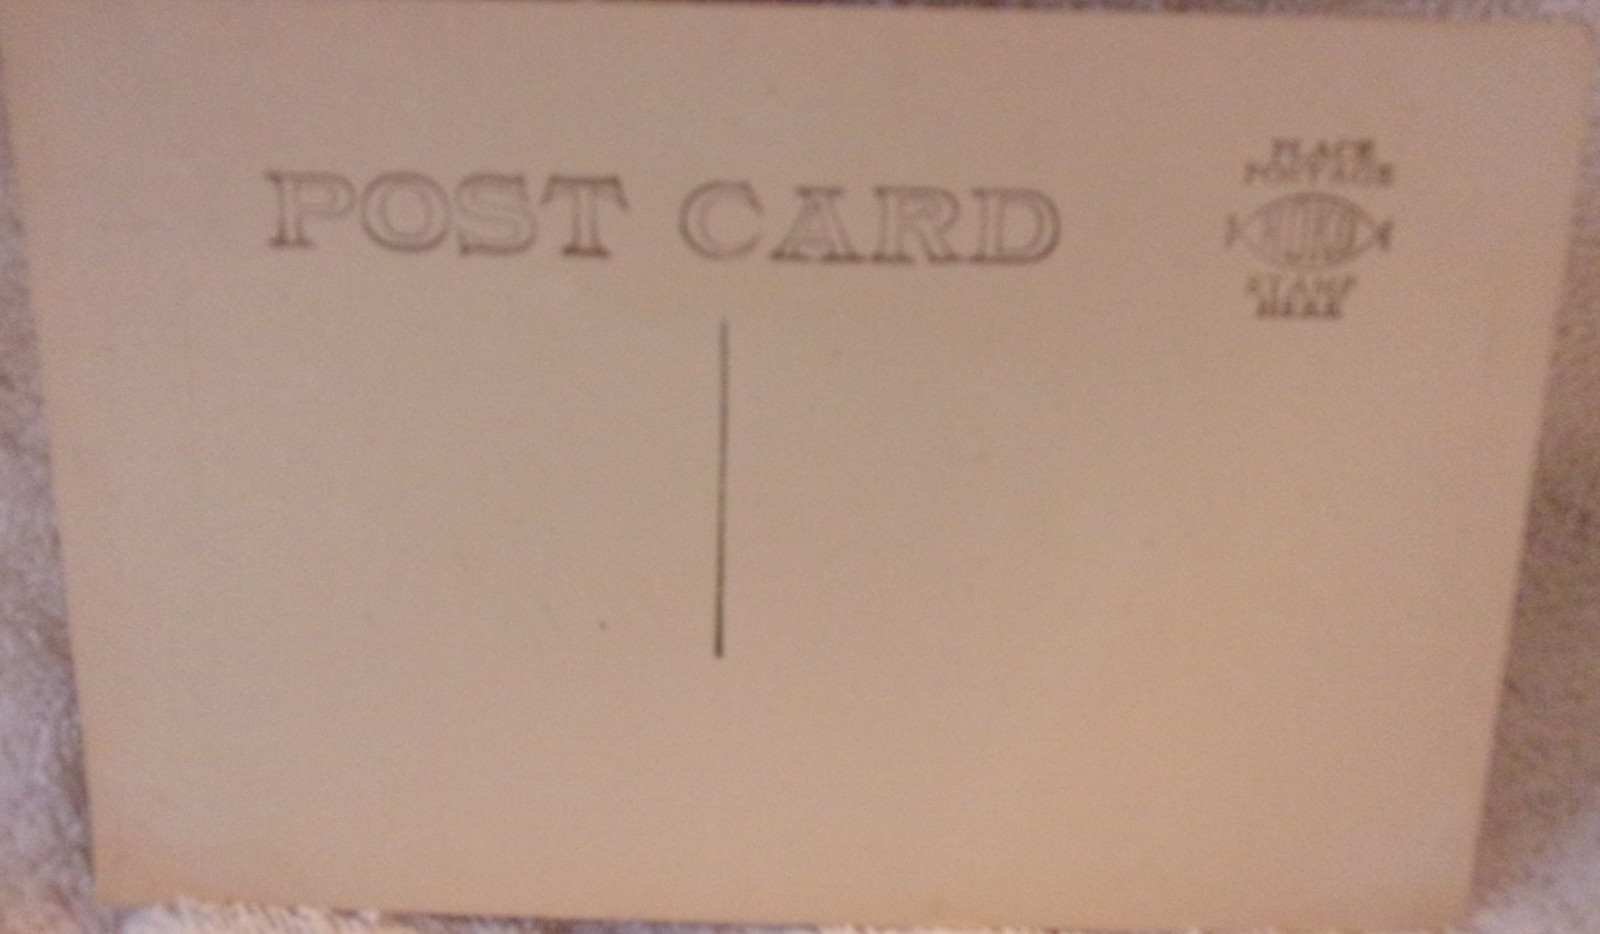 POST CARD
PLACE
POSTAGE
STAMP
HERE